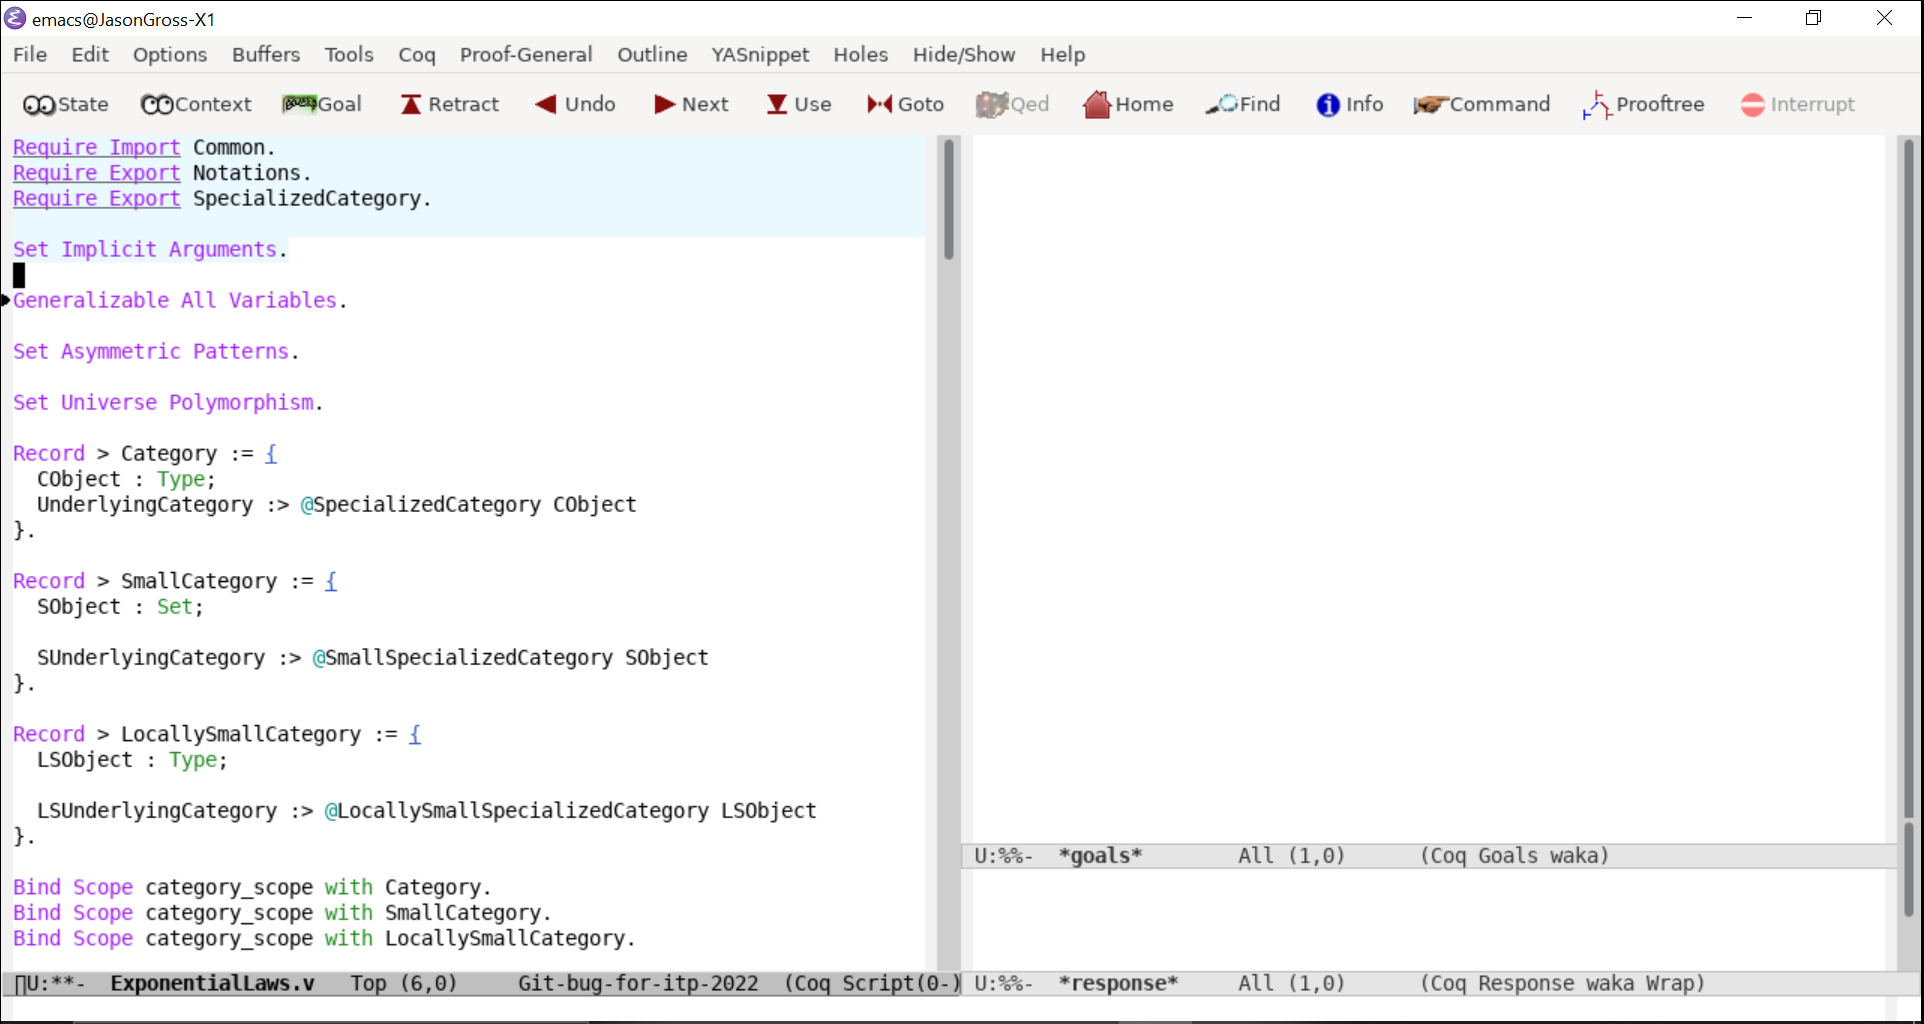 emacs@JasonGross-X1
File Edit Options Buffers Tools Coq Proof-General Outline YASnippet Holes Hide/Show Help
State Context Goal Retract Undo Next Use Goto Qed Home Find Info Command Prooftree Interrupt
Require Import Common.
Require Export Notations.
Require Export SpecializedCategory.
Set Implicit Arguments.
Generalizable All Variables.
Set Asymmetric Patterns.
Set Universe Polymorphism.
Record > Category := {
  CObject : Type;
  UnderlyingCategory :> @SpecializedCategory CObject
}.
Record > SmallCategory := {
  SObject : Set;
  SUnderlyingCategory :> @SmallSpecializedCategory SObject
}.
Record > LocallySmallCategory := {
  LSObject : Type;
  LSUnderlyingCategory :> @LocallySmallSpecializedCategory LSObject
}.
Bind Scope category_scope with Category.
Bind Scope category_scope with SmallCategory.
Bind Scope category_scope with LocallySmallCategory.
U:**-  ExponentialLaws.v   Top (6,0)     Git-bug-for-itp-2022  (Coq Script(0-)
U:%%-  *goals*        All (1,0)      (Coq Goals waka)
U:%%-  *response*     All (1,0)      (Coq Response waka Wrap)